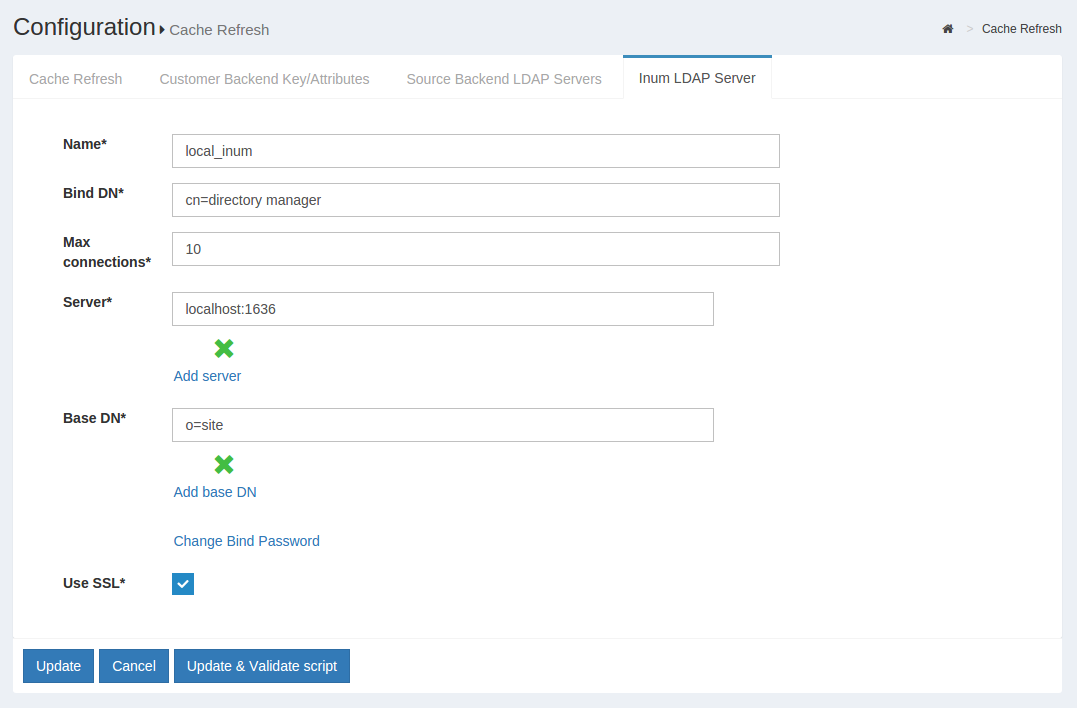 Configuration Cache Refresh
> Cache Refresh
Cache Refresh Customer Backend Key/Attributes Source Backend LDAP Servers Inum LDAP Server
Name* local_inum
Bind DN* cn=directory manager
Max
connections* 10
Server* localhost:1636
Add server
Base DN* o=site
Add base DN
Change Bind Password
Use SSL*
Update Cancel Update & Validate script